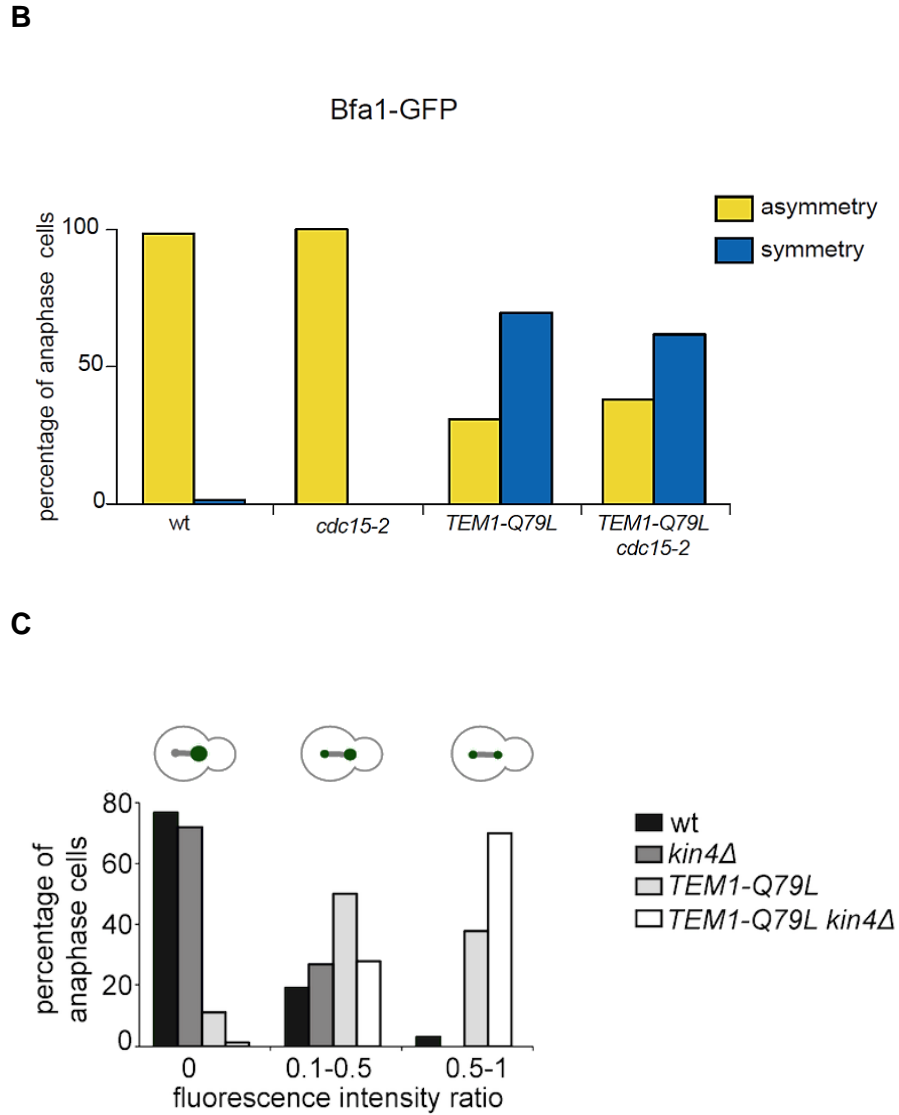 B
Bfa1-GFP
percentage of anaphase cells
100
50
0
asymmetry
symmetry
wt
cdc15-2
TEM1-Q79L
TEM1-Q79L
cdc15-2
C
percentage of
anaphase cells
80
60
40
20
0
wt
kin4Δ
TEM1-Q79L
TEM1-Q79L kin4Δ
0
0.1-0.5
0.5-1
fluorescence intensity ratio